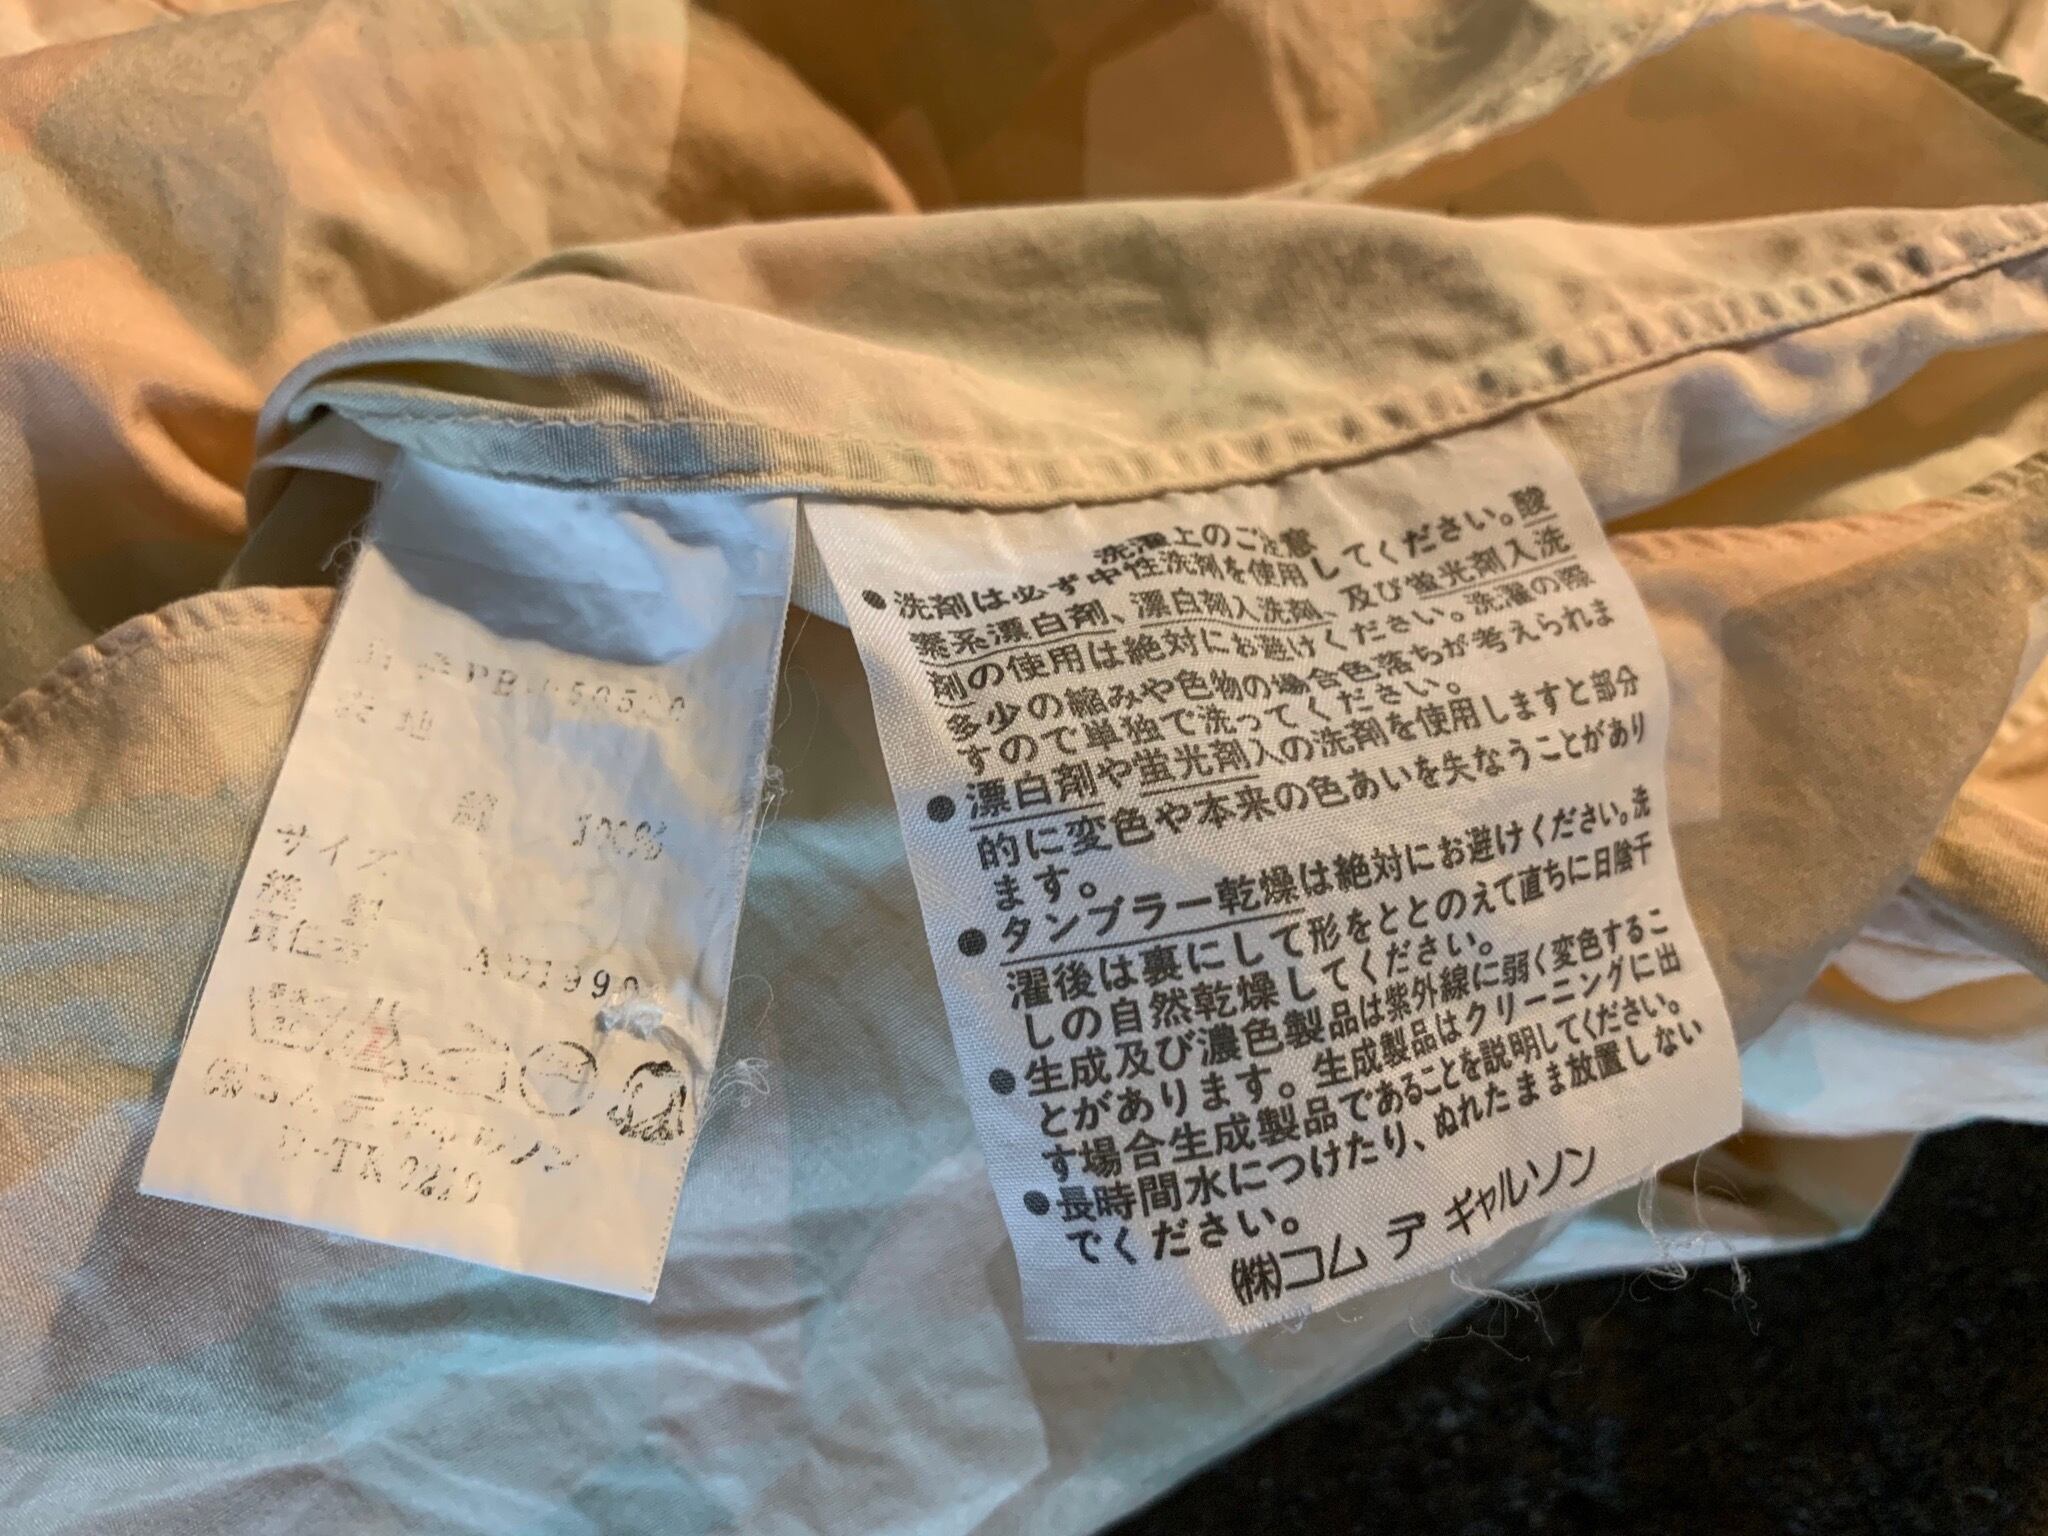 表地
綿 100%
サイズ
縫製
責任者
AD1990
㈱コム デ ギャルソン
D-TK 0219
洗濯上のご注意
●洗剤は必ず中性洗剤を使用してください。酸
素系漂白剤、漂白剤入洗剤、及び蛍光剤入洗
剤の使用は絶対にお避けください。洗濯の際
多少の縮みや色物の場合色落ちが考えられま
すので単独で洗ってください。
●漂白剤や蛍光剤入の洗剤を使用しますと部分
的に変色や本来の色あいを失なうことがあり
ます。
●タンブラー乾燥は絶対にお避けください。洗
濯後は裏にして形をととのえて直ちに日陰干
しの自然乾燥してください。
●生成及び濃色製品は紫外線に弱く変色するこ
とがあります。生成製品はクリーニングに出
す場合生成製品であることを説明してください。
●長時間水につけたり、ぬれたまま放置しない
でください。
㈱コム デ ギャルソン